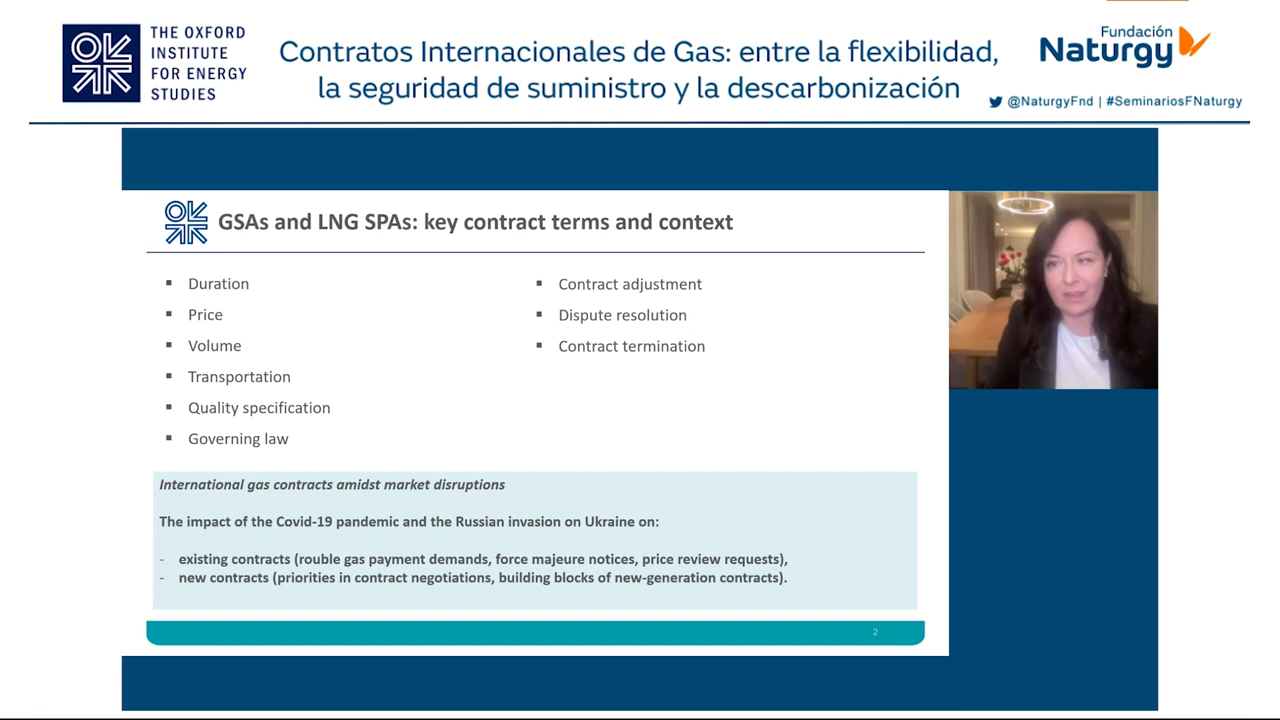 THE OXFORD
INSTITUTE
FOR ENERGY
STUDIES
Contratos Internacionales de Gas: entre la flexibilidad,
la seguridad de suministro y la descarbonización
Fundación
Naturgy
@NaturgyFnd | #SeminariosFNaturgy
GSAs and LNG SPAs: key contract terms and context
▪ Duration
▪ Price
▪ Volume
▪ Transportation
▪ Quality specification
▪ Governing law
▪ Contract adjustment
▪ Dispute resolution
▪ Contract termination
International gas contracts amidst market disruptions
The impact of the Covid-19 pandemic and the Russian invasion on Ukraine on:
- existing contracts (rouble gas payment demands, force majeure notices, price review requests),
- new contracts (priorities in contract negotiations, building blocks of new-generation contracts).
2